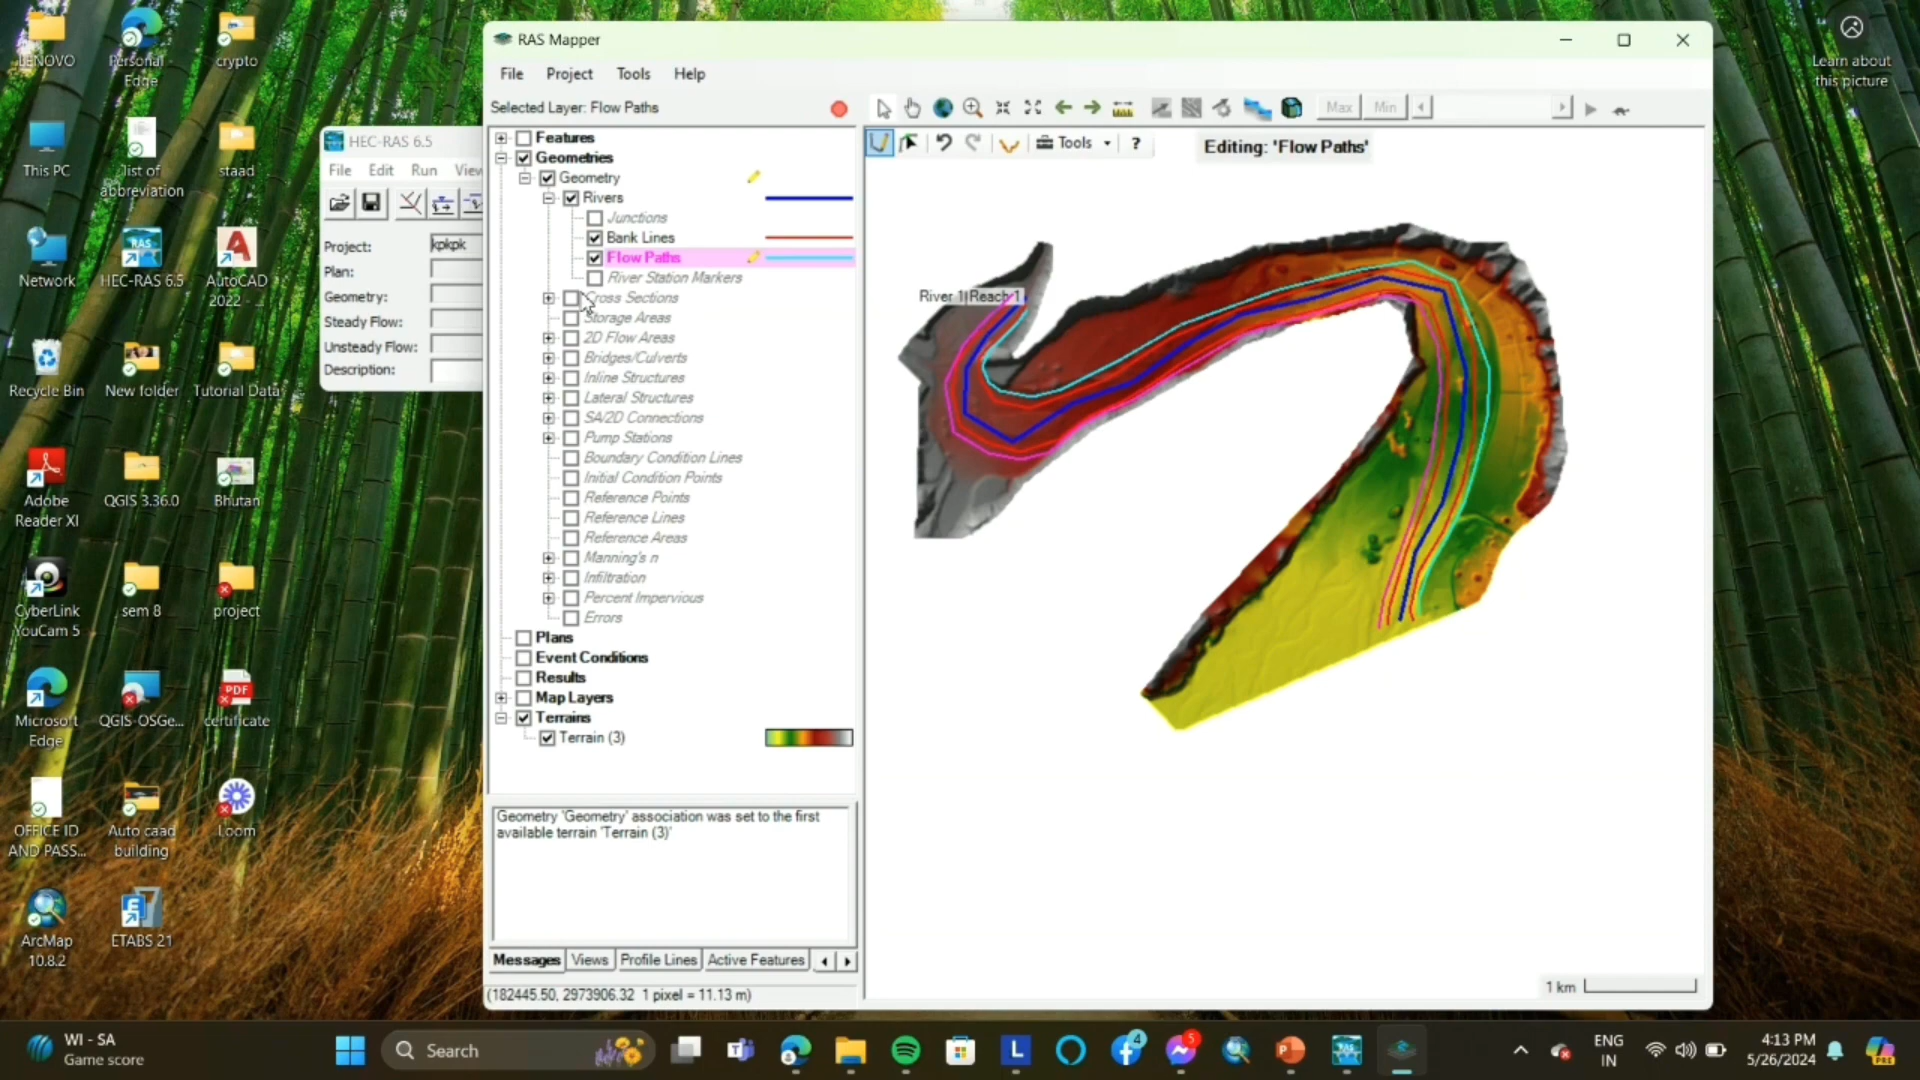 LENOVO
Personal -
Edge
crypto
This PC
list of
abbreviation
staad
Network
HEC-RAS 6.5
AutoCAD
2022 - ...
Recycle Bin
New folder
Tutorial Data
Adobe
Reader XI
QGIS 3.36.0
Bhutan
CyberLink
YouCam 5
sem 8
project
Microsoft
Edge
QGIS-OSGe...
certificate
OFFICE ID
AND PASS...
Auto caad
building
Loom
ArcMap
10.8.2
ETABS 21
Learn about
this picture
HEC-RAS 6.5
File Edit Run View
Project: kpkpk
Plan:
Geometry:
Steady Flow:
Unsteady Flow:
Description:
RAS Mapper
File Project Tools Help
Selected Layer: Flow Paths
Max Min
Tools ?
Editing: 'Flow Paths'
Features
Geometries
Geometry
Rivers
Junctions
Bank Lines
Flow Paths
River Station Markers
Cross Sections
Storage Areas
2D Flow Areas
Bridges/Culverts
Inline Structures
Lateral Structures
SA/2D Connections
Pump Stations
Boundary Condition Lines
Initial Condition Points
Reference Points
Reference Lines
Reference Areas
Manning's n
Infiltration
Percent Impervious
Errors
Plans
Event Conditions
Results
Map Layers
Terrains
Terrain (3)
River 1 Reach 1
Geometry 'Geometry' association was set to the first
available terrain 'Terrain (3)'
Messages Views Profile Lines Active Features
(182445.50, 2973906.32 1 pixel = 11.13 m)
1 km
WI - SA
Game score
Search
4
5
ENG
IN
4:13 PM
5/26/2024